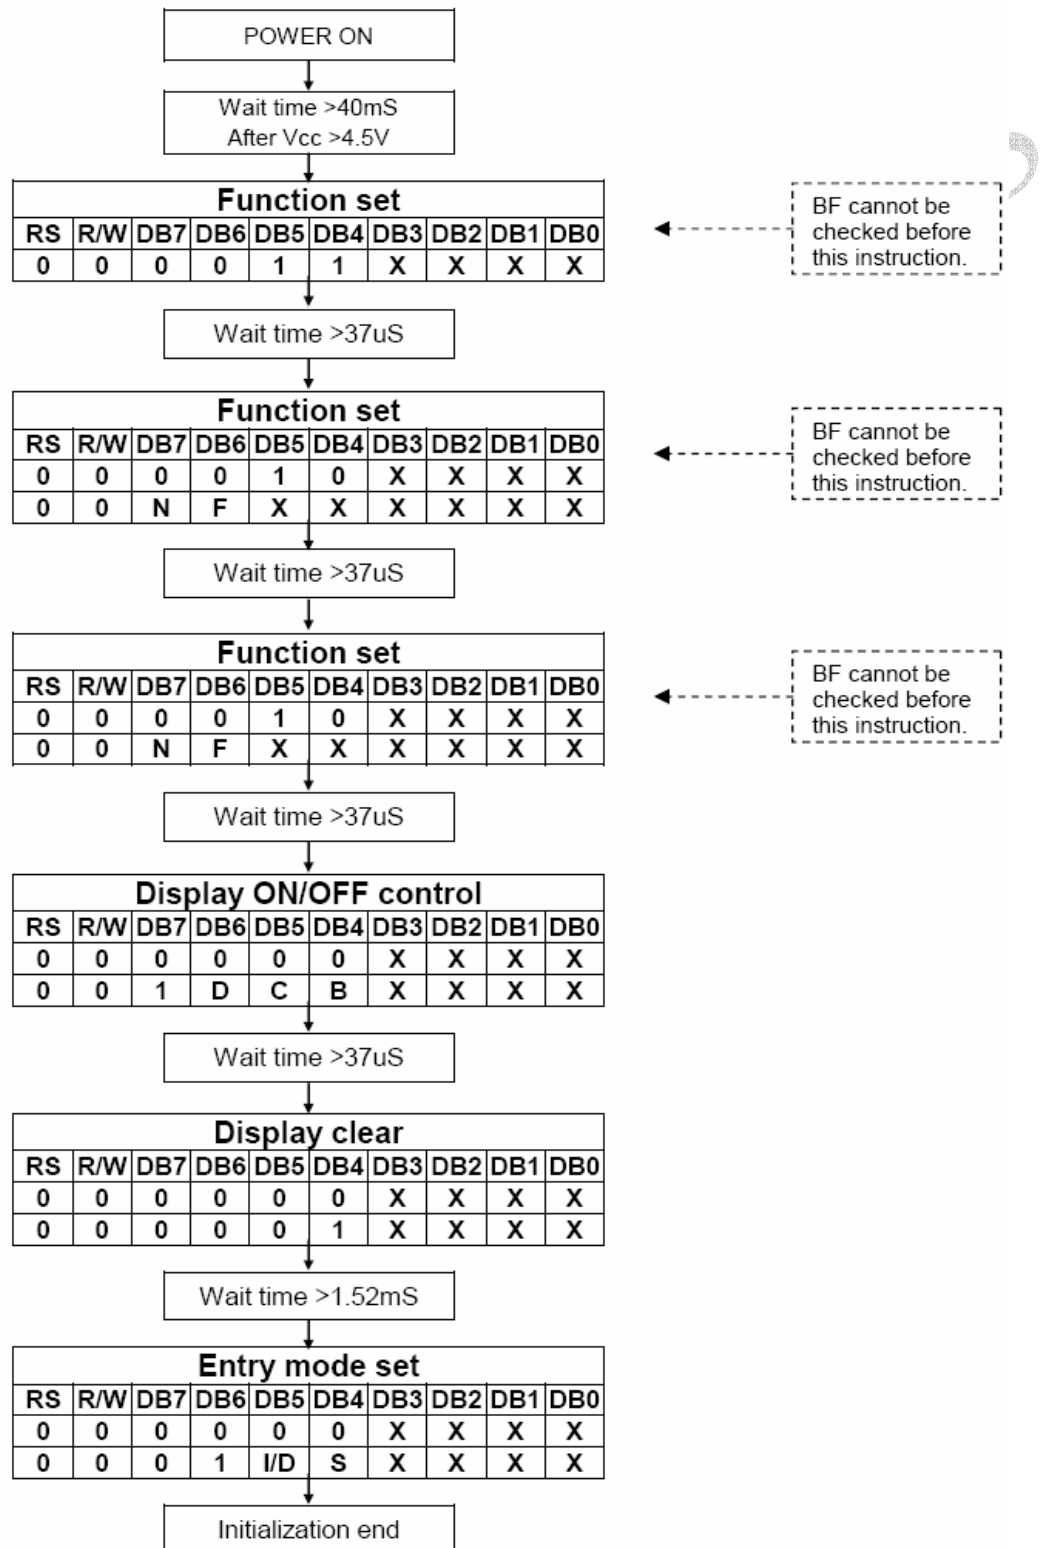 POWER ON
Wait time >40mS
After Vcc >4.5V
Function set
RS R/W DB7 DB6 DB5 DB4 DB3 DB2 DB1 DB0
0 0 0 0 1 1 X X X X
BF cannot be
checked before
this instruction.
Wait time >37uS
Function set
RS R/W DB7 DB6 DB5 DB4 DB3 DB2 DB1 DB0
0 0 0 0 1 0 X X X X
0 0 N F X X X X X X
BF cannot be
checked before
this instruction.
Wait time >37uS
Function set
RS R/W DB7 DB6 DB5 DB4 DB3 DB2 DB1 DB0
0 0 0 0 1 0 X X X X
0 0 N F X X X X X X
BF cannot be
checked before
this instruction.
Wait time >37uS
Display ON/OFF control
RS R/W DB7 DB6 DB5 DB4 DB3 DB2 DB1 DB0
0 0 0 0 0 0 X X X X
0 0 1 D C B X X X X
Wait time >37uS
Display clear
RS R/W DB7 DB6 DB5 DB4 DB3 DB2 DB1 DB0
0 0 0 0 0 0 X X X X
0 0 0 0 0 1 X X X X
Wait time >1.52mS
Entry mode set
RS R/W DB7 DB6 DB5 DB4 DB3 DB2 DB1 DB0
0 0 0 0 0 0 X X X X
0 0 0 1 I/D S X X X X
Initialization end